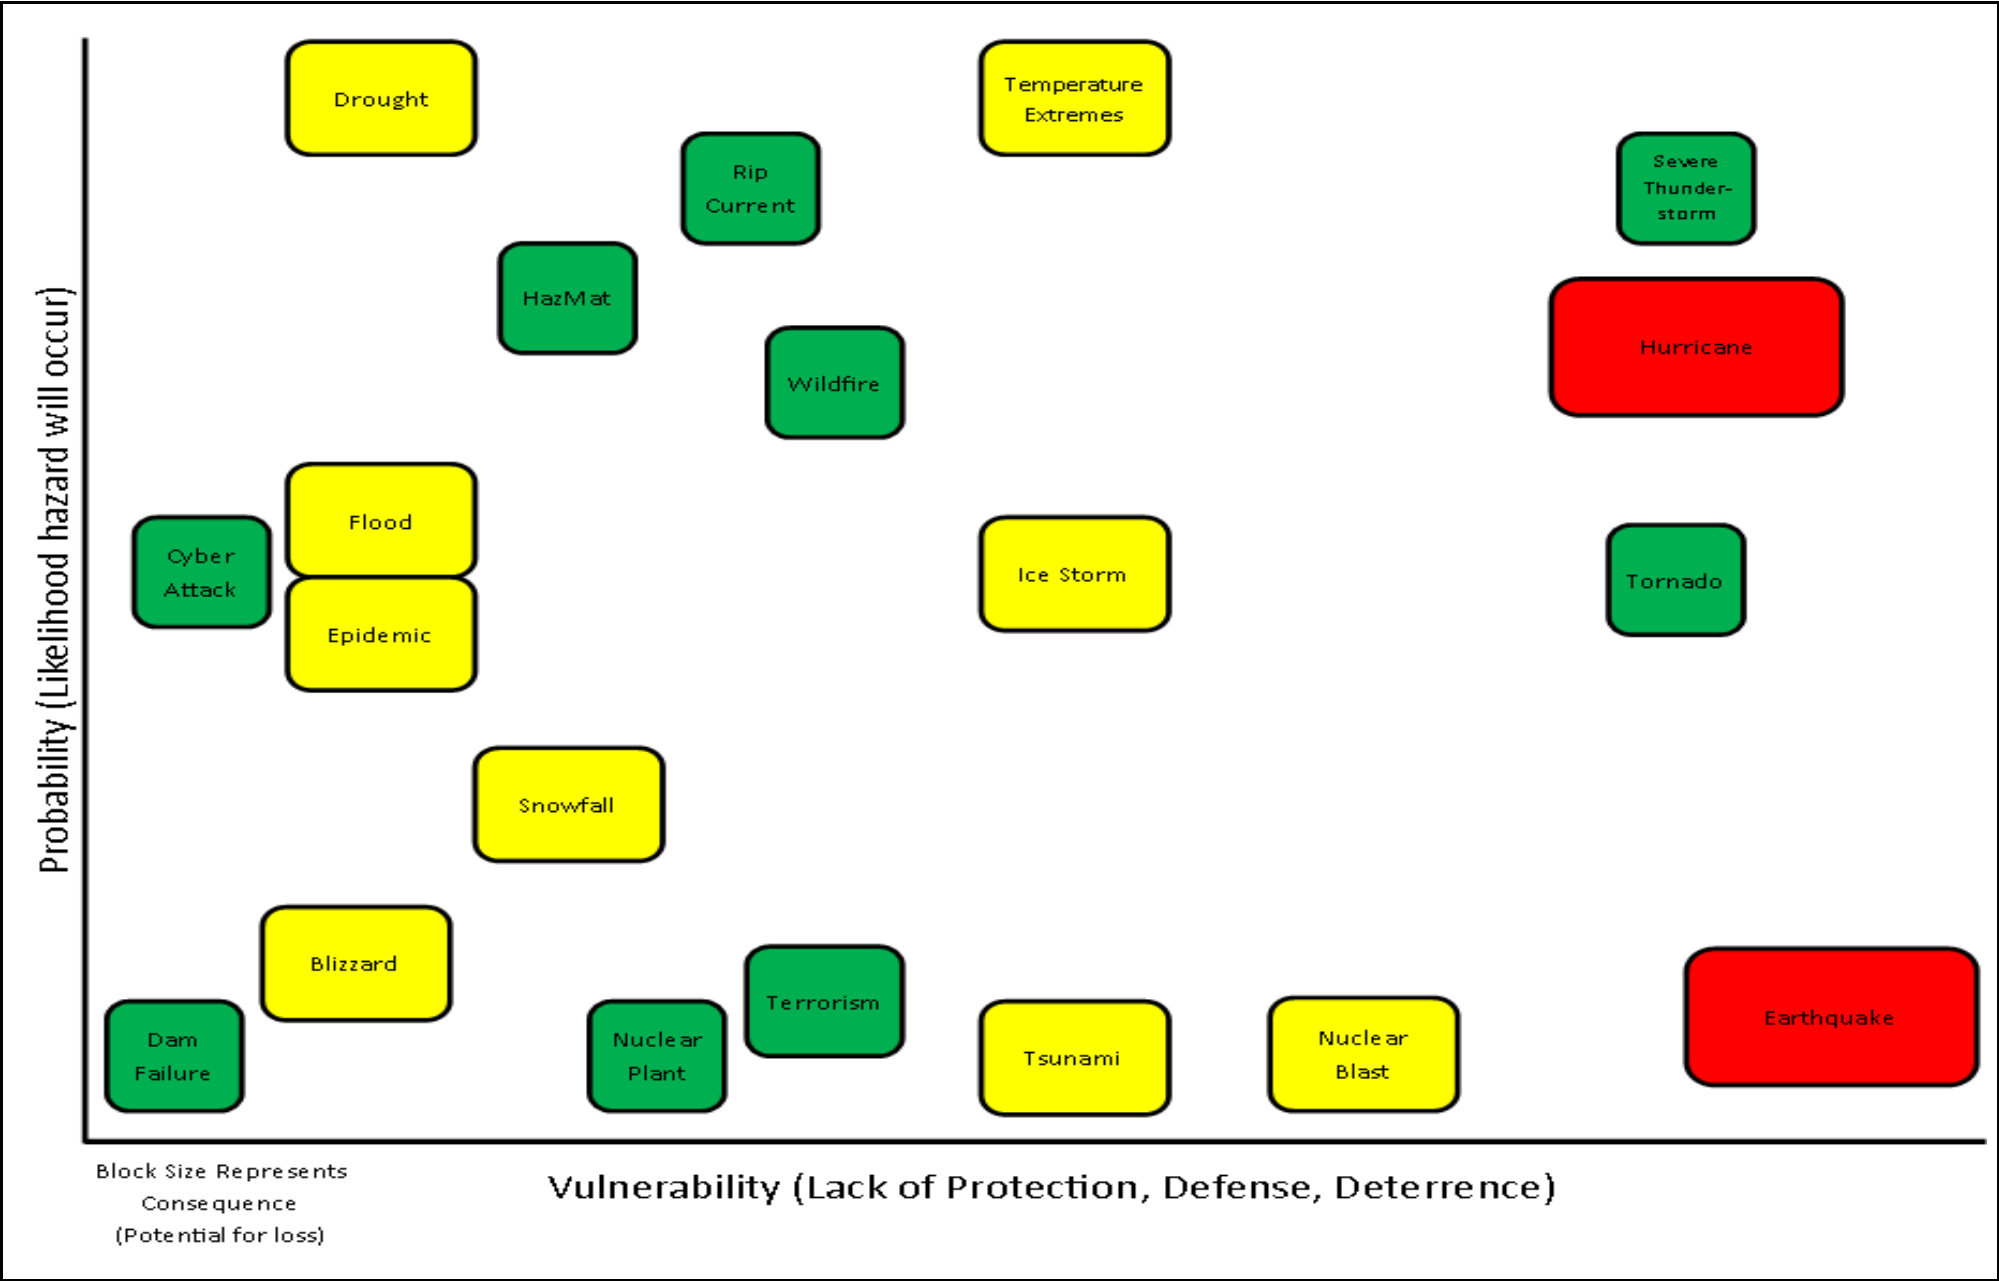 Drought
Temperature
Extremes
Rip
Current
Severe
Thunder-
storm
HazMat
Hurricane
Wildfire
Probability (Likelihood hazard will occur)
Flood
Cyber
Attack
Ice Storm
Tornado
Epidemic
Snowfall
Blizzard
Terrorism
Earthquake
Dam
Failure
Nuclear
Plant
Tsunami
Nuclear
Blast
Block Size Represents
Consequence
(Potential for loss)
Vulnerability (Lack of Protection, Defense, Deterrence)